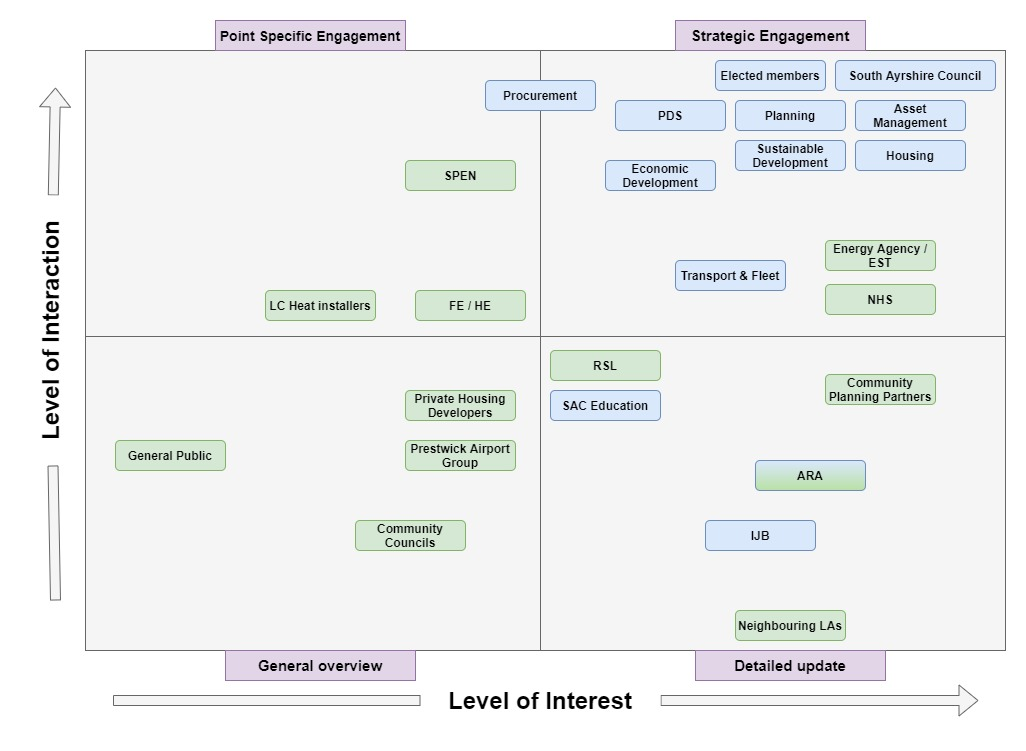 Point Specific Engagement
Strategic Engagement
Elected members
South Ayrshire Council
Procurement
PDS
Planning
Asset
Management
Sustainable
Development
Housing
SPEN
Economic
Development
Energy Agency /
EST
Transport & Fleet
NHS
LC Heat installers
FE / HE
Level of Interaction
RSL
SAC Education
Community
Planning Partners
Private Housing
Developers
General Public
Prestwick Airport
Group
ARA
Community
Councils
IJB
Neighbouring LAs
General overview
Detailed update
Level of Interest